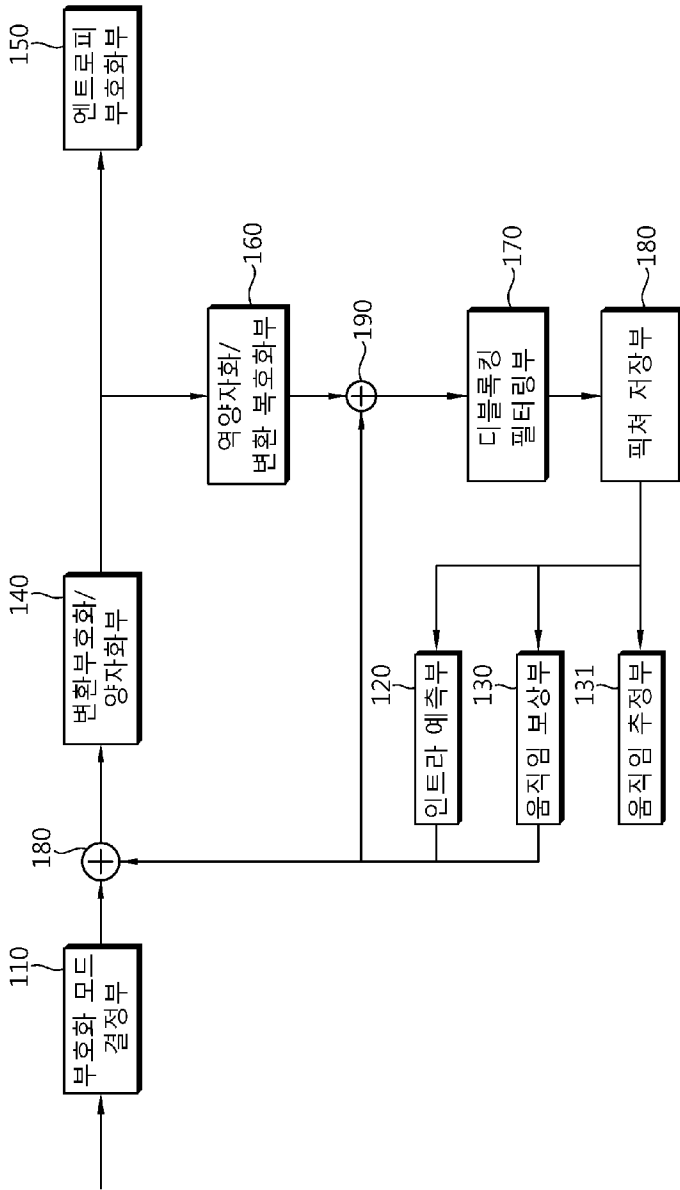 110
부호화 모드
결정부
180
140
변환부호화/
양자화부
150
엔트로피
부호화부
160
역양자화/
변환 복호화부
190
120
인트라 예측부
130
움직임 보상부
131
움직임 추정부
170
디블록킹
필터링부
180
픽쳐 저장부